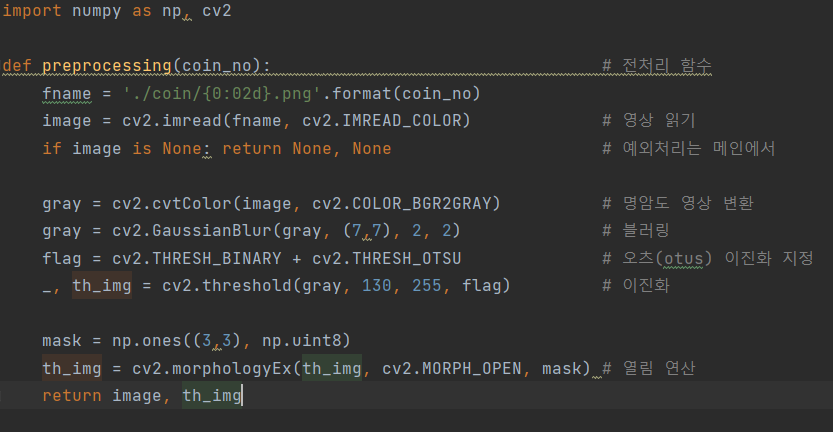 import numpy as np, cv2
def preprocessing(coin_no): # 전처리 함수
fname = './coin/{0:02d}.png'.format(coin_no)
image = cv2.imread(fname, cv2.IMREAD_COLOR) # 영상 읽기
if image is None: return None, None # 예외처리는 메인에서
gray = cv2.cvtColor(image, cv2.COLOR_BGR2GRAY) # 명암도 영상 변환
gray = cv2.GaussianBlur(gray, (7,7), 2, 2) # 블러링
flag = cv2.THRESH_BINARY + cv2.THRESH_OTSU # 오츠(otus) 이진화 지정
_, th_img = cv2.threshold(gray, 130, 255, flag) # 이진화
mask = np.ones((3,3), np.uint8)
th_img = cv2.morphologyEx(th_img, cv2.MORPH_OPEN, mask) # 열림 연산
return image, th_img